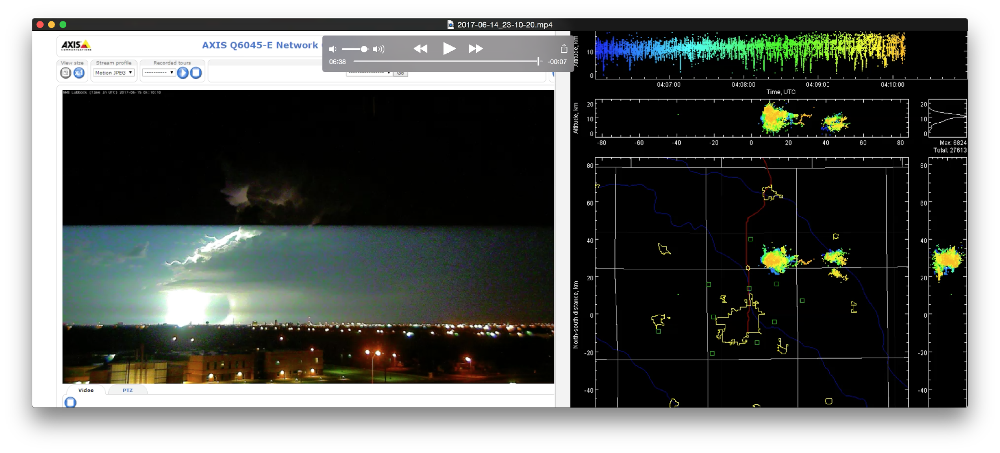 2017-06-14_23-10-20.mp4
AXIS
COMMUNICATIONS
AXIS Q6045-E Network
06:38
-00:07
View size
Stream profile
Recorded tours
x1
Motion JPEG
----------
----------------
Go
NWS Lubbock (Time in UTC) 2017-06-15 04:10:10
Video
PTZ
Altitude, km
10
0
04:07:00
04:08:00
04:09:00
04:10:00
Time, UTC
Altitude, km
20
10
0
-80
-60
-40
-20
0
20
40
60
80
20
10
0
Max: 6824
Total: 27613
North-south distance, km
80
60
40
20
0
-20
-40
80
60
40
20
0
-20
-40